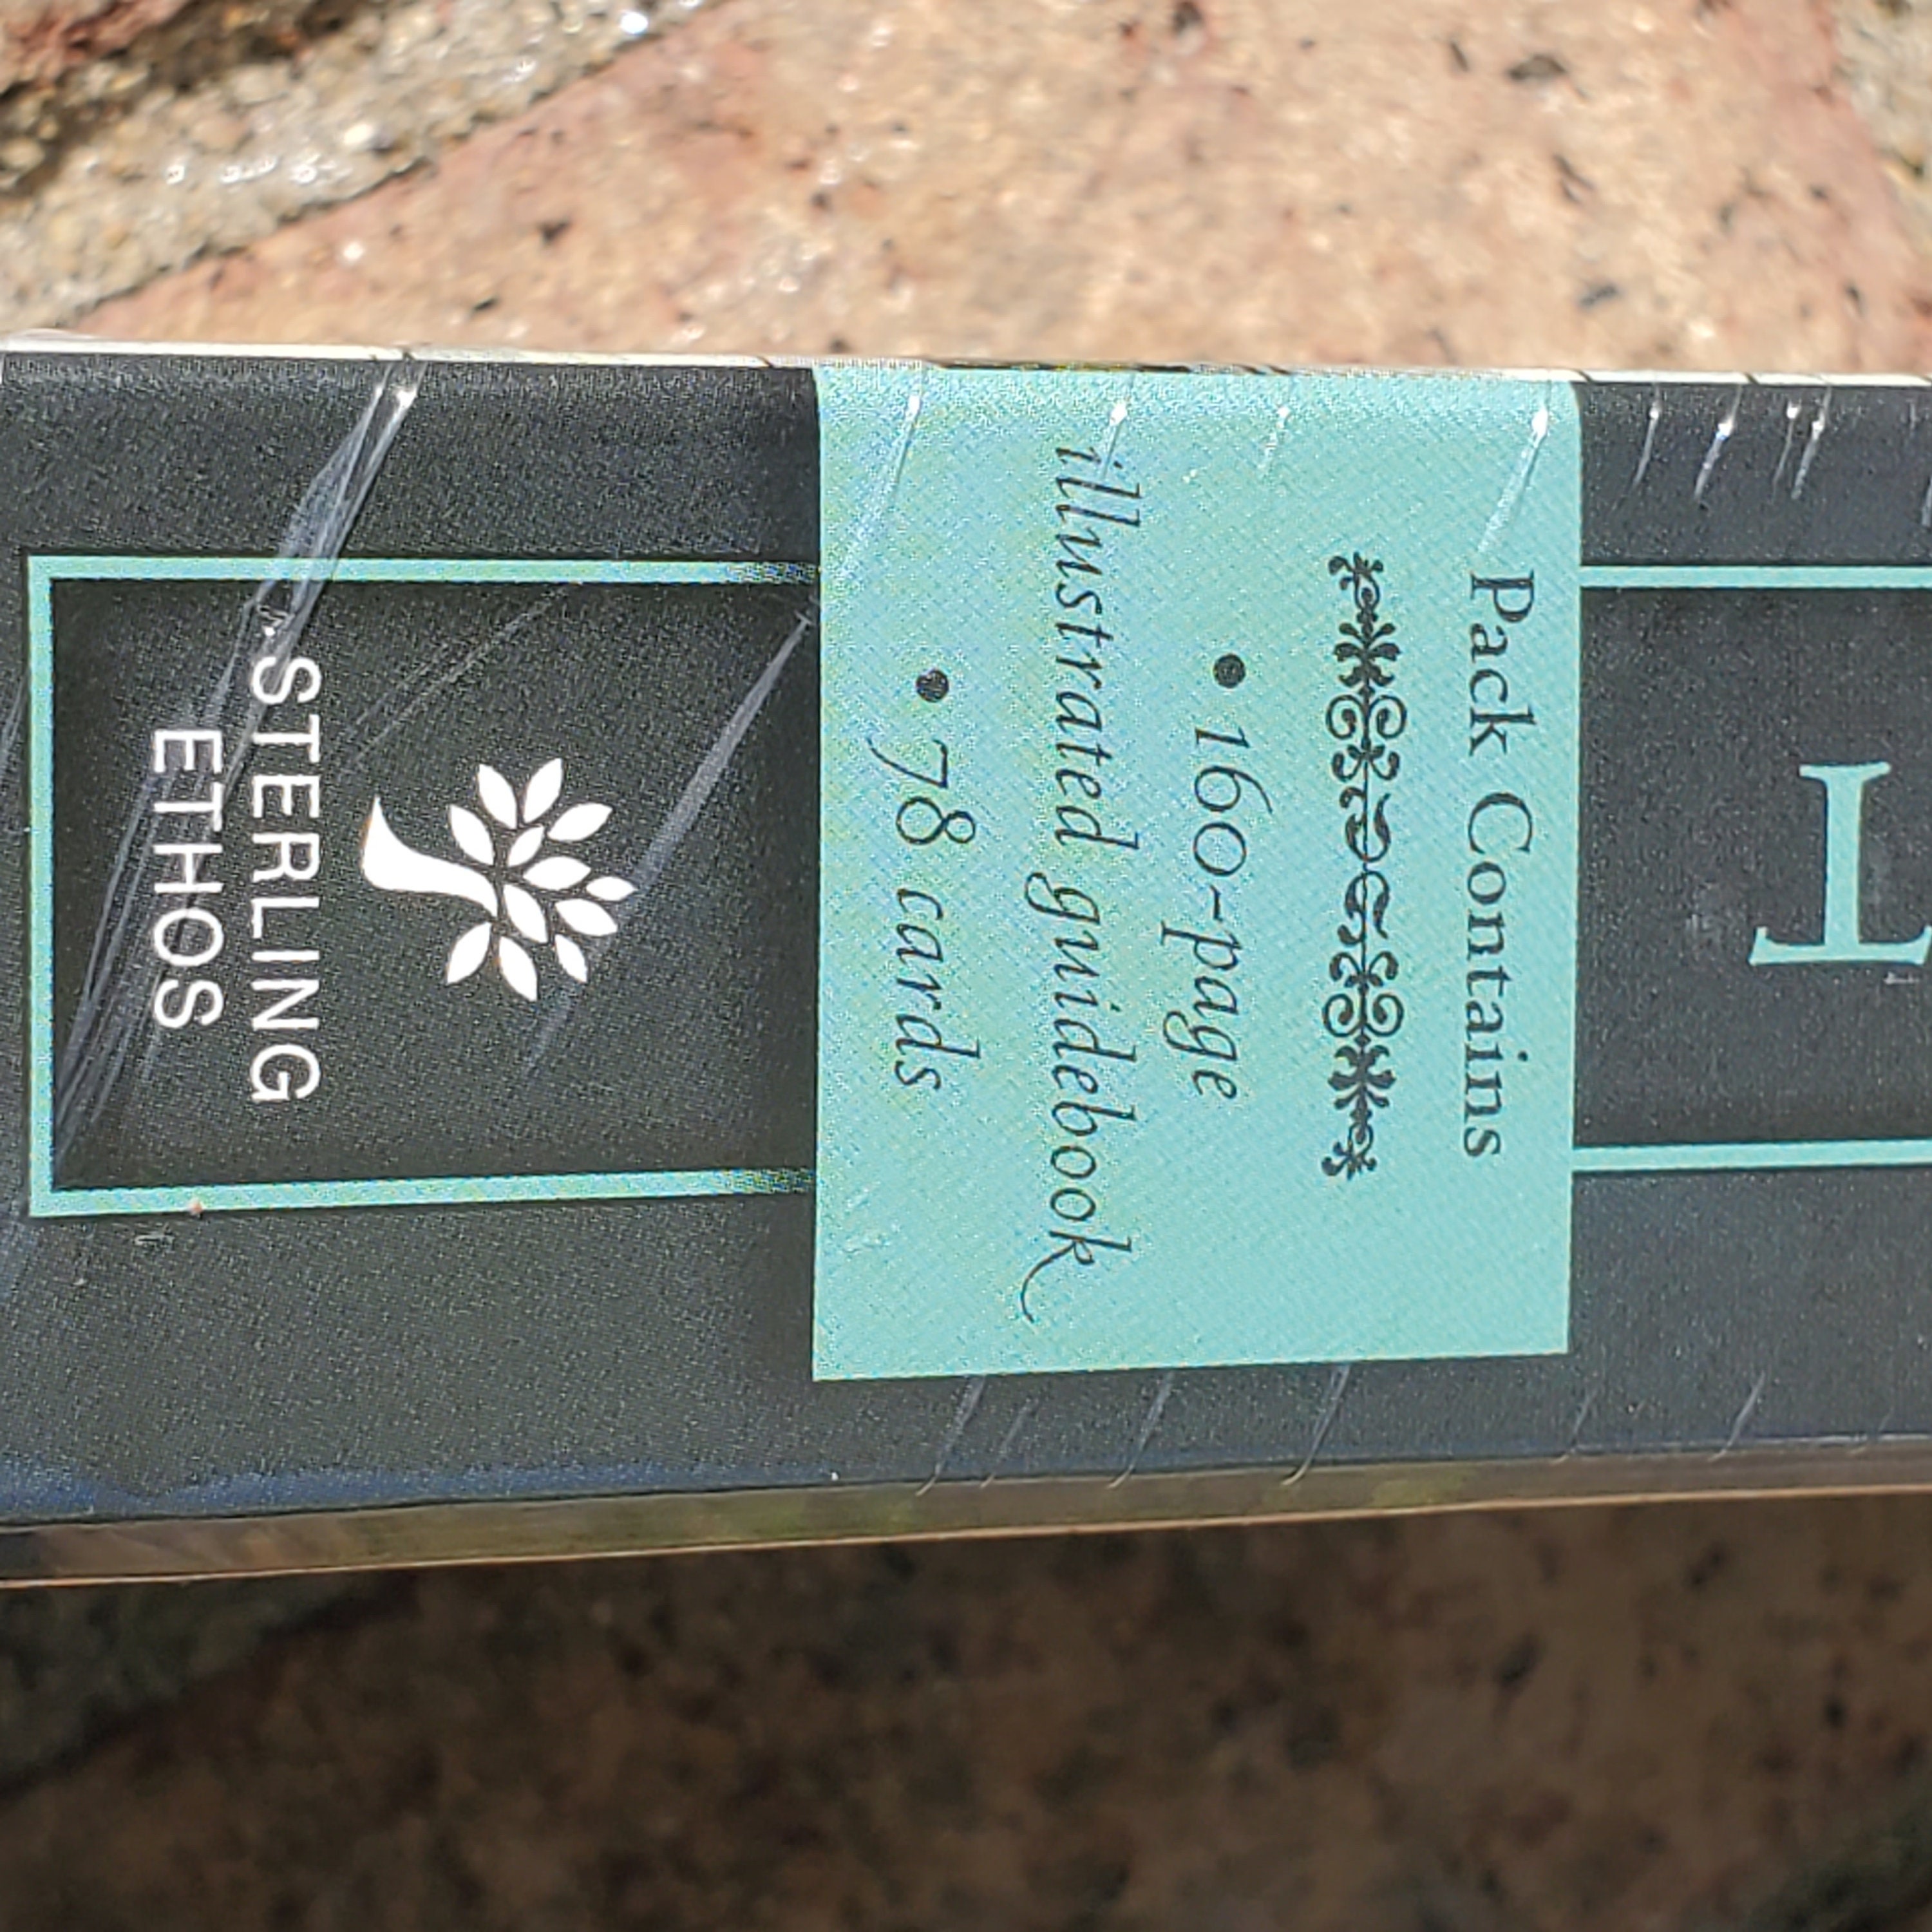 T
Pack Contains
• 160-page
illustrated guidebook
• 78 cards
STERLING
ETHOS